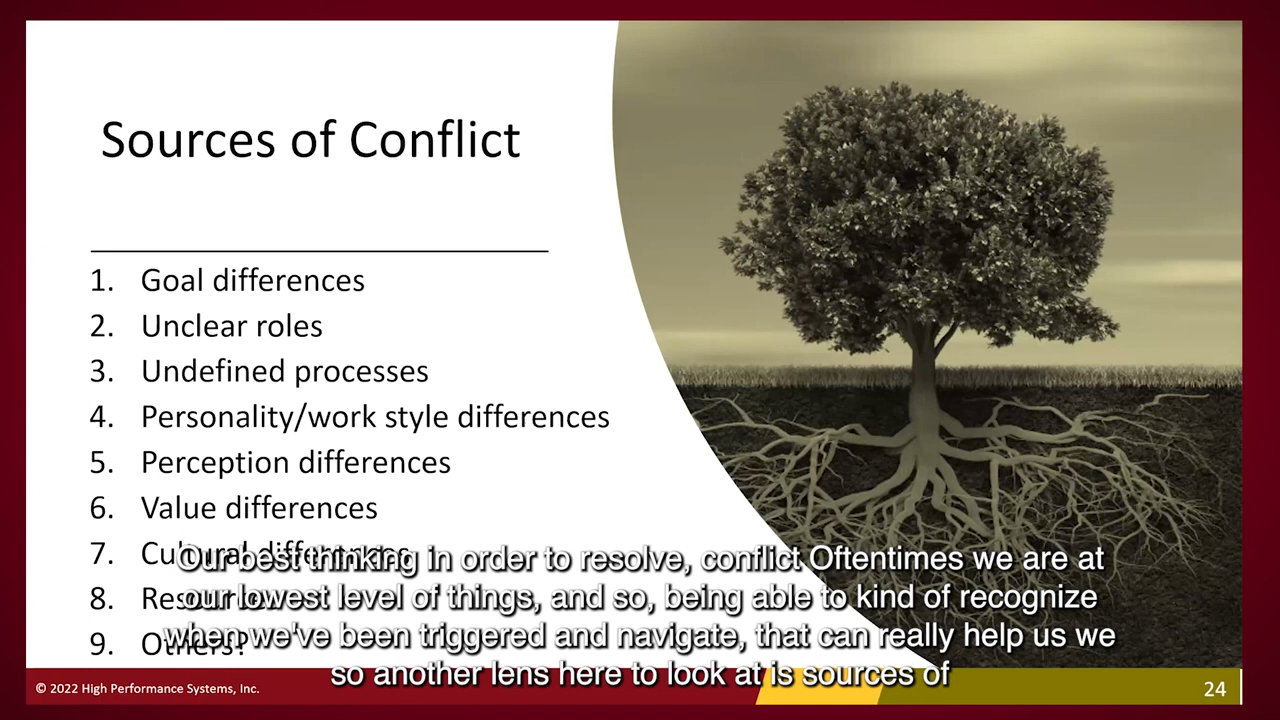 Sources of Conflict
1. Goal differences
2. Unclear roles
3. Undefined processes
4. Personality/work style differences
5. Perception differences
6. Value differences
7. Cultural differences
8.
9. Others?
Our best thinking in order to resolve, conflict Oftentimes we are at
our lowest level of things, and so, being able to kind of recognize
when we've been triggered and navigate, that can really help us we
so another lens here to look at is sources of
© 2022 High Performance Systems, Inc.
24